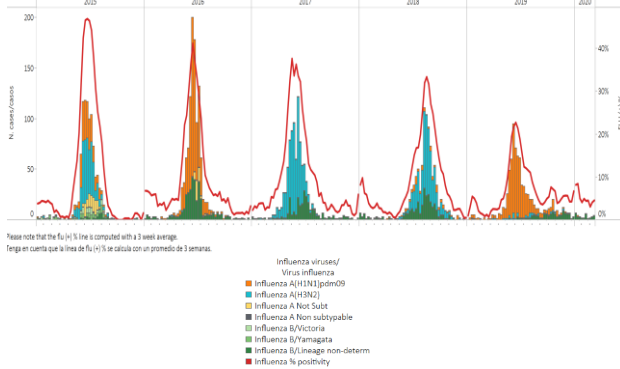 2015 2016 2017 2018 2019 2020
200
150
100
50
0
N. cases/casos
40%
30%
20%
10%
0%
Please note that the flu (+) % line is computed with a 3 week average.
Tenga en cuenta que la línea de flu (+) % se calcula con un promedio de 3 semanas.
Influenza viruses/
Virus influenza
Influenza A(H1N1)pdm09
Influenza A(H3N2)
Influenza A Not Subt
Influenza A Non subtypable
Influenza B/Victoria
Influenza B/Yamagata
Influenza B/Lineage non-determ
Influenza % positivity